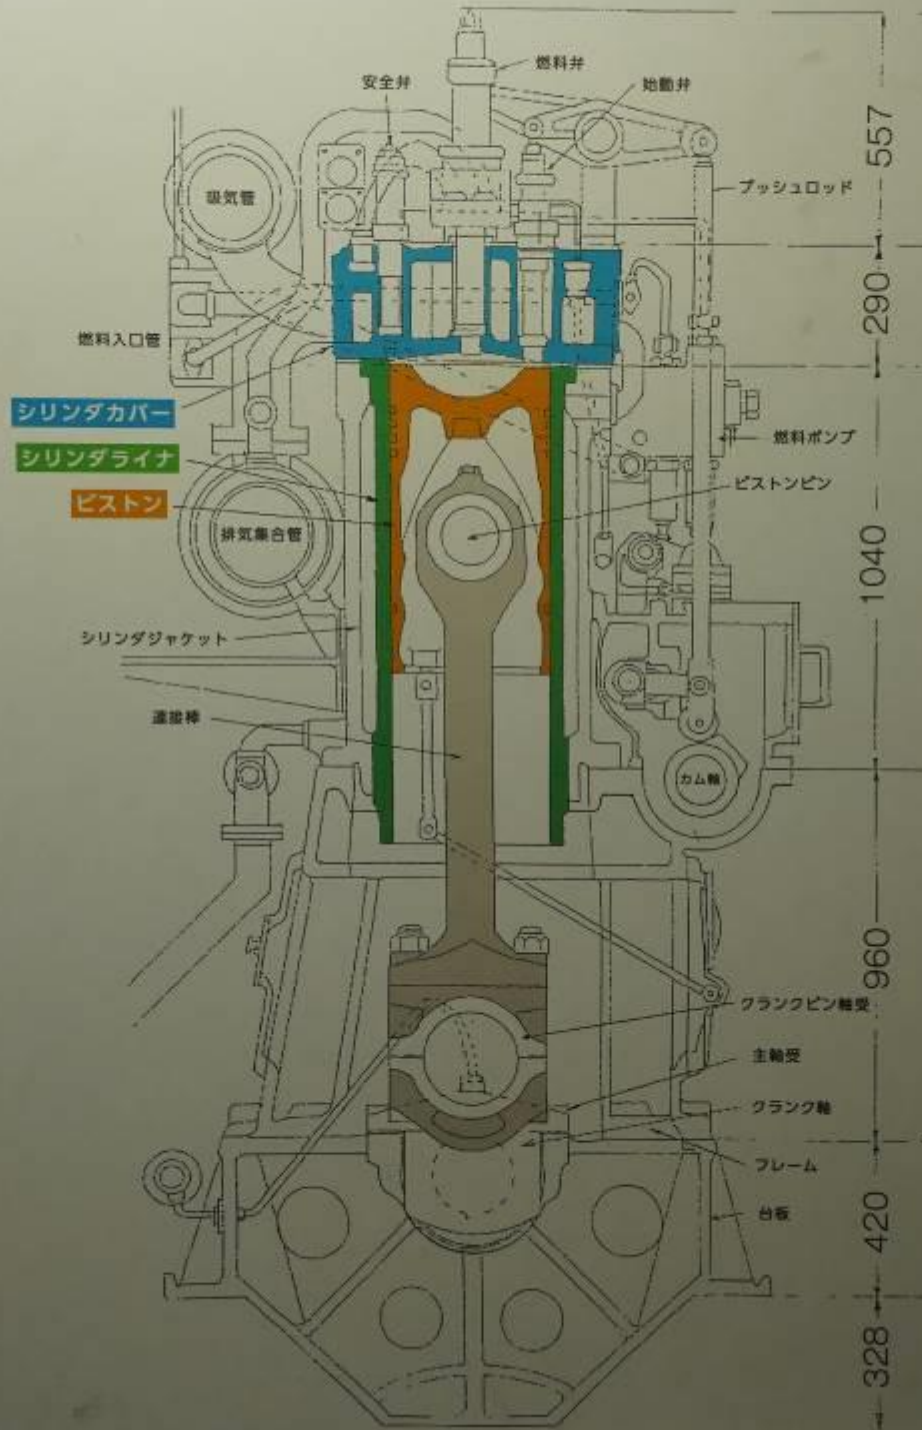 燃料弁
安全弁
始動弁
557
吸気管
プッシュロッド
290
燃料入口管
シリンダカバー
燃料ポンプ
シリンダライナ
ピストンピン
ピストン
排気集合管
1040
シリンダジャケット
連接棒
カム軸
960
クランクピン軸受
主軸受
クランク軸
フレーム
台板
420
328